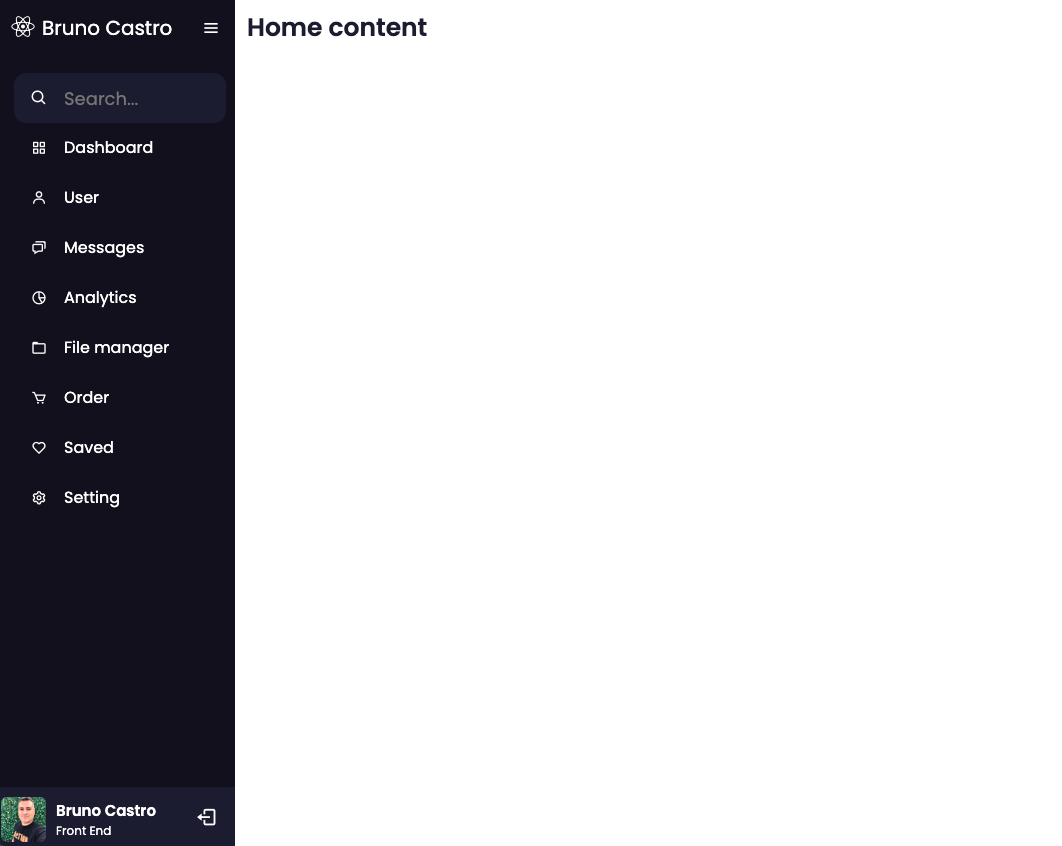 Bruno Castro
Home content
Search...
Dashboard
User
Messages
Analytics
File manager
Order
Saved
Setting
Bruno Castro
Front End